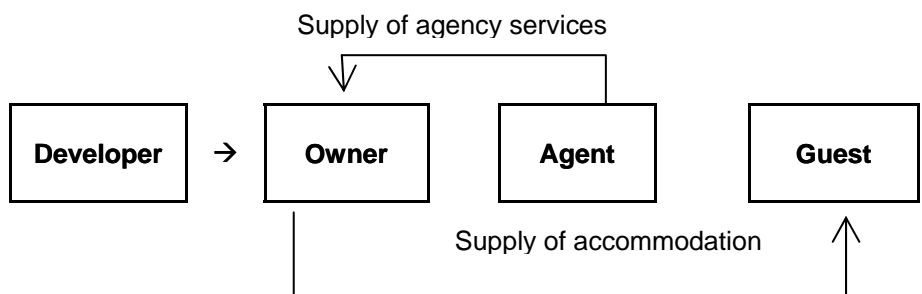 Supply of agency services
Developer → Owner Agent Guest
Supply of accommodation